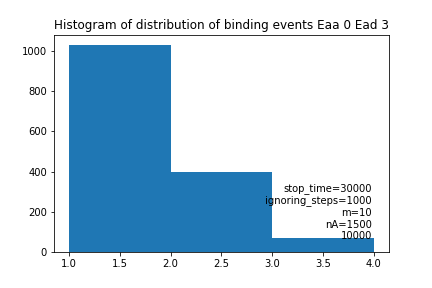 Histogram of distribution of binding events Eaa 0 Ead 3
1000
800
600
400
200
0
stop_time=30000
ignoring_steps=1000
m=10
nA=1500
10000
1.0 1.5 2.0 2.5 3.0 3.5 4.0